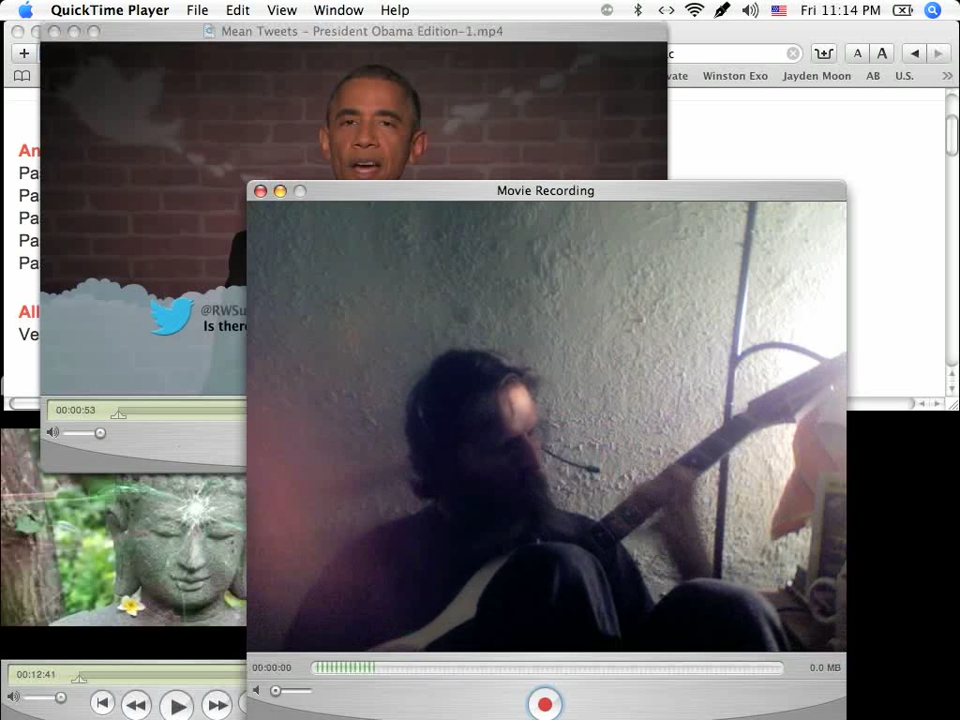 QuickTime Player File Edit View Window Help Fri 11:14 PM
Mean Tweets - President Obama Edition-1.mp4
A A
Winston Exo Jayden Moon AB U.S.
Movie Recording
@RWSu
Is there
00:00:53
00:12:41
00:00:00 0.0 MB